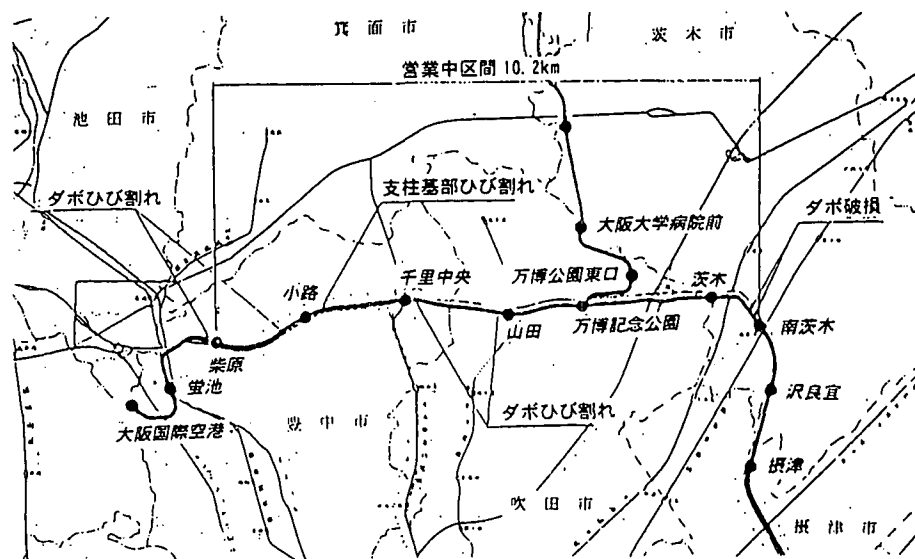 箕面市
茨木市
営業中区間 10.2km
池田市
ダボひび割れ
支柱基部ひび割れ
ダボ破損
大阪大学病院前
万博公園東口
千里中央
茨木
小路
山田
万博記念公園
南茨木
柴原
蛍池
沢良宜
ダボひび割れ
大阪国際空港
豊中市
摂津
吹田市
摂津市